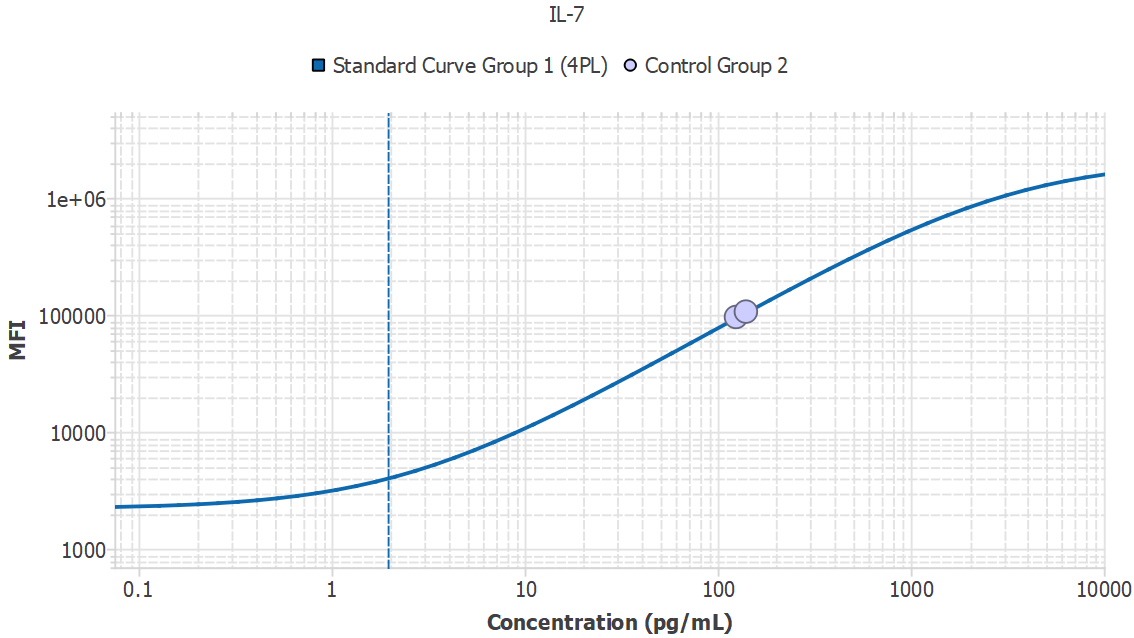 IL-7
Standard Curve Group 1 (4PL) Control Group 2
1e+06
100000
10000
1000
MFI
0.1 1 10 100 1000 10000
Concentration (pg/mL)